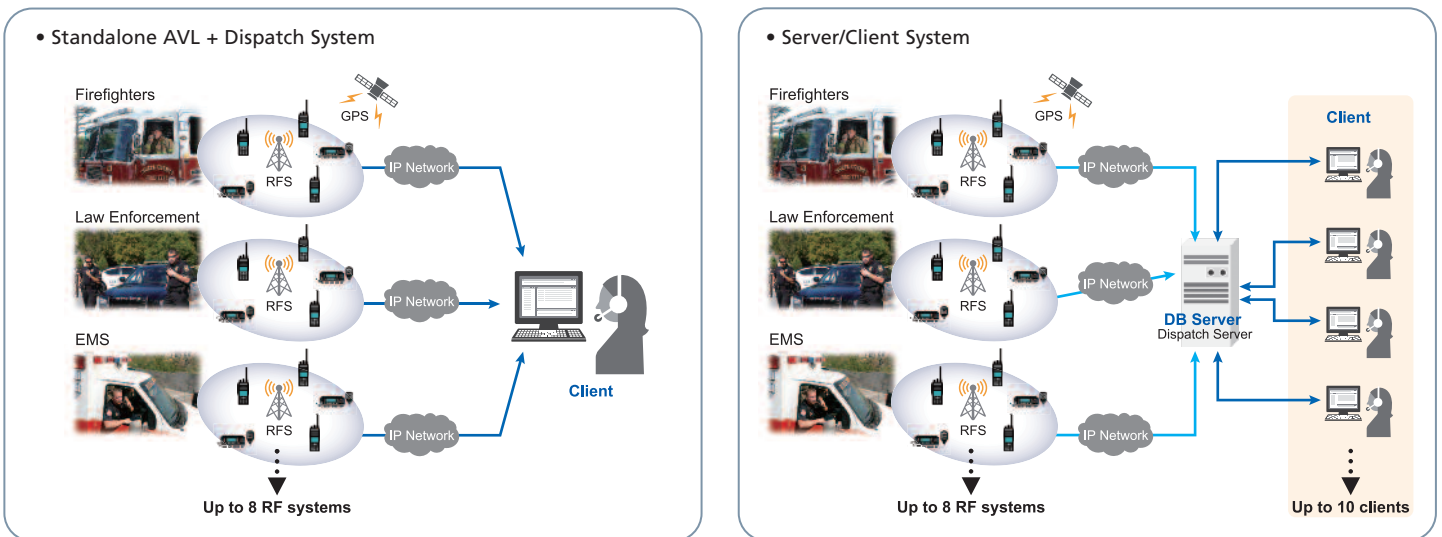 • Standalone AVL + Dispatch System
Firefighters
GPS
RFS
IP Network
Law Enforcement
RFS
IP Network
EMS
RFS
IP Network
Client
Up to 8 RF systems
• Server/Client System
Firefighters
GPS
RFS
IP Network
Law Enforcement
RFS
IP Network
EMS
RFS
IP Network
DB Server
Dispatch Server
Client
Up to 8 RF systems
Up to 10 clients